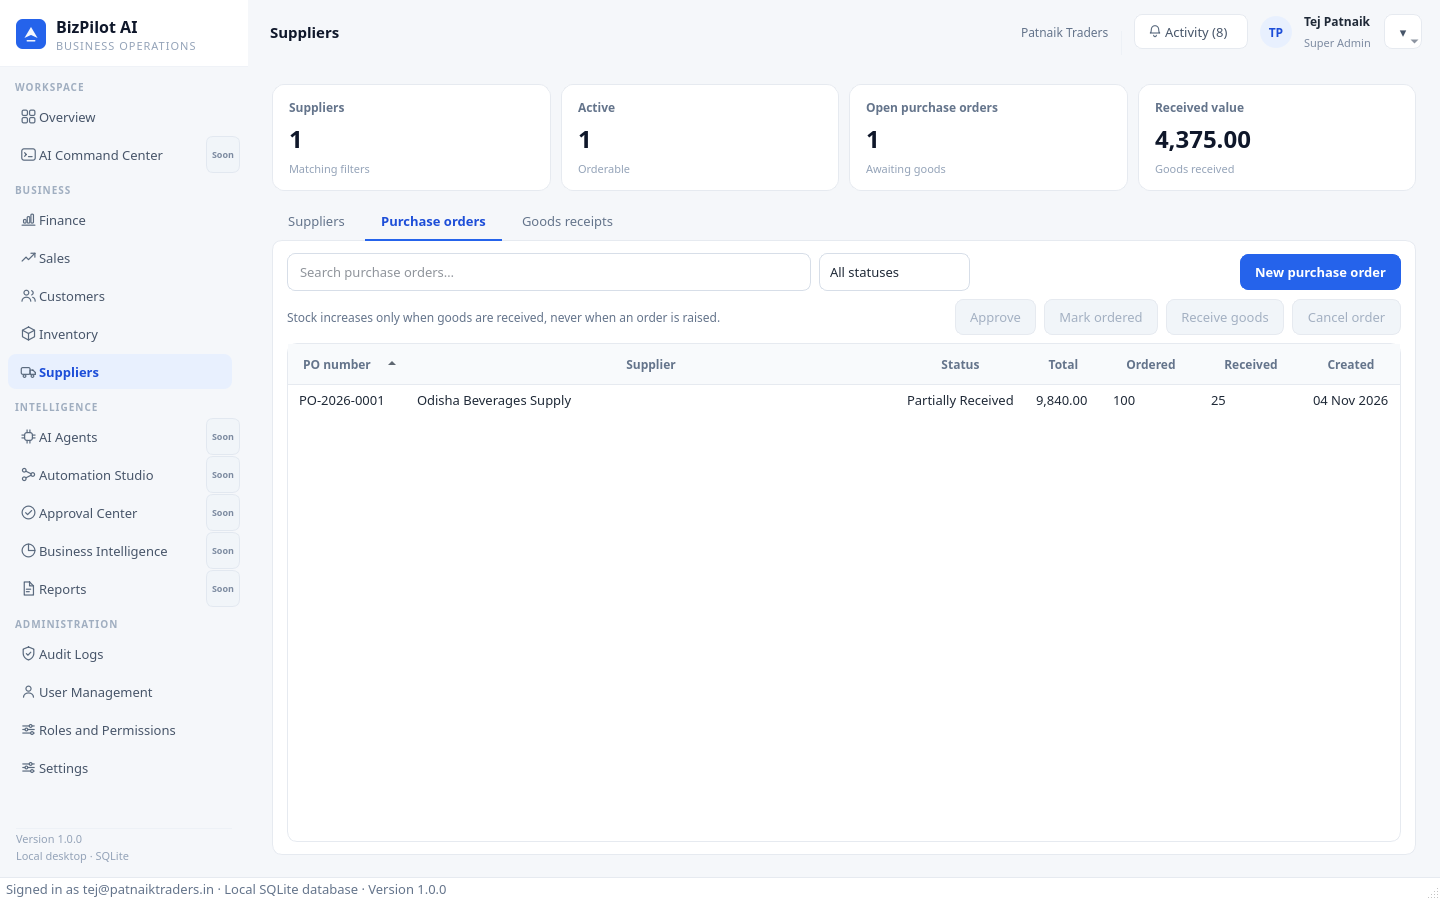 BizPilot AI
BUSINESS OPERATIONS
Suppliers
Patnaik Traders
Activity (8)
TP
Tej Patnaik
Super Admin
WORKSPACE
Overview
AI Command Center
Soon
BUSINESS
Finance
Sales
Customers
Inventory
Suppliers
INTELLIGENCE
AI Agents
Soon
Automation Studio
Soon
Approval Center
Soon
Business Intelligence
Soon
Reports
Soon
ADMINISTRATION
Audit Logs
User Management
Roles and Permissions
Settings
Version 1.0.0
Local desktop · SQLite
Suppliers
1
Matching filters
Active
1
Orderable
Open purchase orders
1
Awaiting goods
Received value
4,375.00
Goods received
Suppliers Purchase orders Goods receipts
Search purchase orders...
All statuses
New purchase order
Stock increases only when goods are received, never when an order is raised.
Approve Mark ordered Receive goods Cancel order
PO number Supplier Status Total Ordered Received Created
PO-2026-0001 Odisha Beverages Supply Partially Received 9,840.00 100 25 04 Nov 2026
Signed in as tej@patnaiktraders.in · Local SQLite database · Version 1.0.0